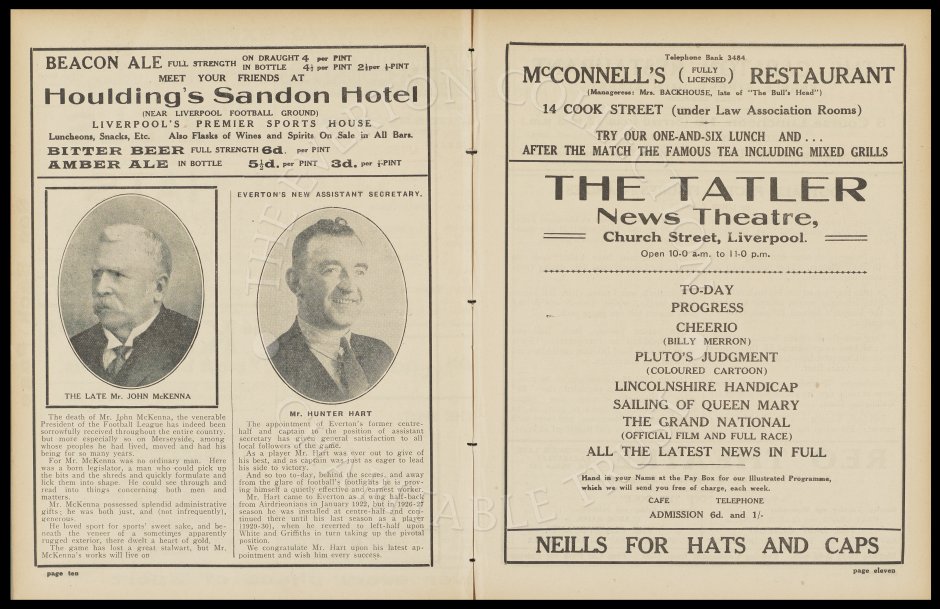 BEACON ALE FULL STRENGTH ON DRAUGHT 4 per PINT
IN BOTTLE 4½ per PINT 2½ per ½-PINT
MEET YOUR FRIENDS AT
Houlding's Sandon Hotel
(NEAR LIVERPOOL FOOTBALL GROUND)
LIVERPOOL'S PREMIER SPORTS HOUSE
Luncheons, Snacks, Etc. Also Flasks of Wines and Spirits On Sale in All Bars.
BITTER BEER FULL STRENGTH 6d. per PINT
AMBER ALE IN BOTTLE 5½d. per PINT 3d. per ½-PINT
THE LATE Mr. JOHN McKENNA
The death of Mr. John McKenna, the venerable
President of the Football League has indeed been
sorrowfully received throughout the entire country,
but more especially so on Merseyside, among
whose peoples he had lived, moved and had his
being for so many years.
For Mr. McKenna was no ordinary man. Here
was a born legislator, a man who could pick up
the bits and the shreds and quickly formulate and
lick them into shape. He could see through and
read into things concerning both men and
matters.
Mr. McKenna possessed splendid administrative
gifts; he was both just, and (not infrequently),
generous.
He loved sport for sports' sweet sake, and be-
neath the veneer of a sometimes apparently
rugged exterior, there dwelt a heart of gold.
The game has lost a great stalwart, but Mr.
McKenna's works will live on
EVERTON'S NEW ASSISTANT SECRETARY.
Mr. HUNTER HART
The appointment of Everton's former centre-
half and captain to the position of assistant
secretary has given general satisfaction to all
local followers of the game.
As a player Mr. Hart was ever out to give of
his best, and as captain was just as eager to lead
his side to victory.
And so too to-day, behind the scenes, and away
from the glare of football's footlights he is prov-
ing himself a quietly effective and earnest worker.
Mr. Hart came to Everton as a wing half-back
from Airdrieonians in January 1922, but in 1926-27
season he was installed at centre-half and con-
tinued there until his last season as a player
(1929-30), when he reverted to left-half upon
White and Griffiths in turn taking up the pivotal
position.
We congratulate Mr. Hart upon his latest ap-
pointment and wish him every success.
page ten
Telephone Bank 3484
McCONNELL'S (FULLY LICENSED) RESTAURANT
(Manageress: Mrs. BACKHOUSE, late of "The Bull's Head")
14 COOK STREET (under Law Association Rooms)
TRY OUR ONE-AND-SIX LUNCH AND . . .
AFTER THE MATCH THE FAMOUS TEA INCLUDING MIXED GRILLS
THE TATLER
News Theatre,
Church Street, Liverpool.
Open 10-0 a.m. to 11-0 p.m.
TO-DAY
PROGRESS
CHEERIO
(BILLY MERRON)
PLUTO'S JUDGMENT
(COLOURED CARTOON)
LINCOLNSHIRE HANDICAP
SAILING OF QUEEN MARY
THE GRAND NATIONAL
(OFFICIAL FILM AND FULL RACE)
ALL THE LATEST NEWS IN FULL
Hand in your Name at the Pay Box for our Illustrated Programme,
which we will send you free of charge, each week.
CAFE TELEPHONE
ADMISSION 6d. and 1/-
NEILLS FOR HATS AND CAPS
page eleven